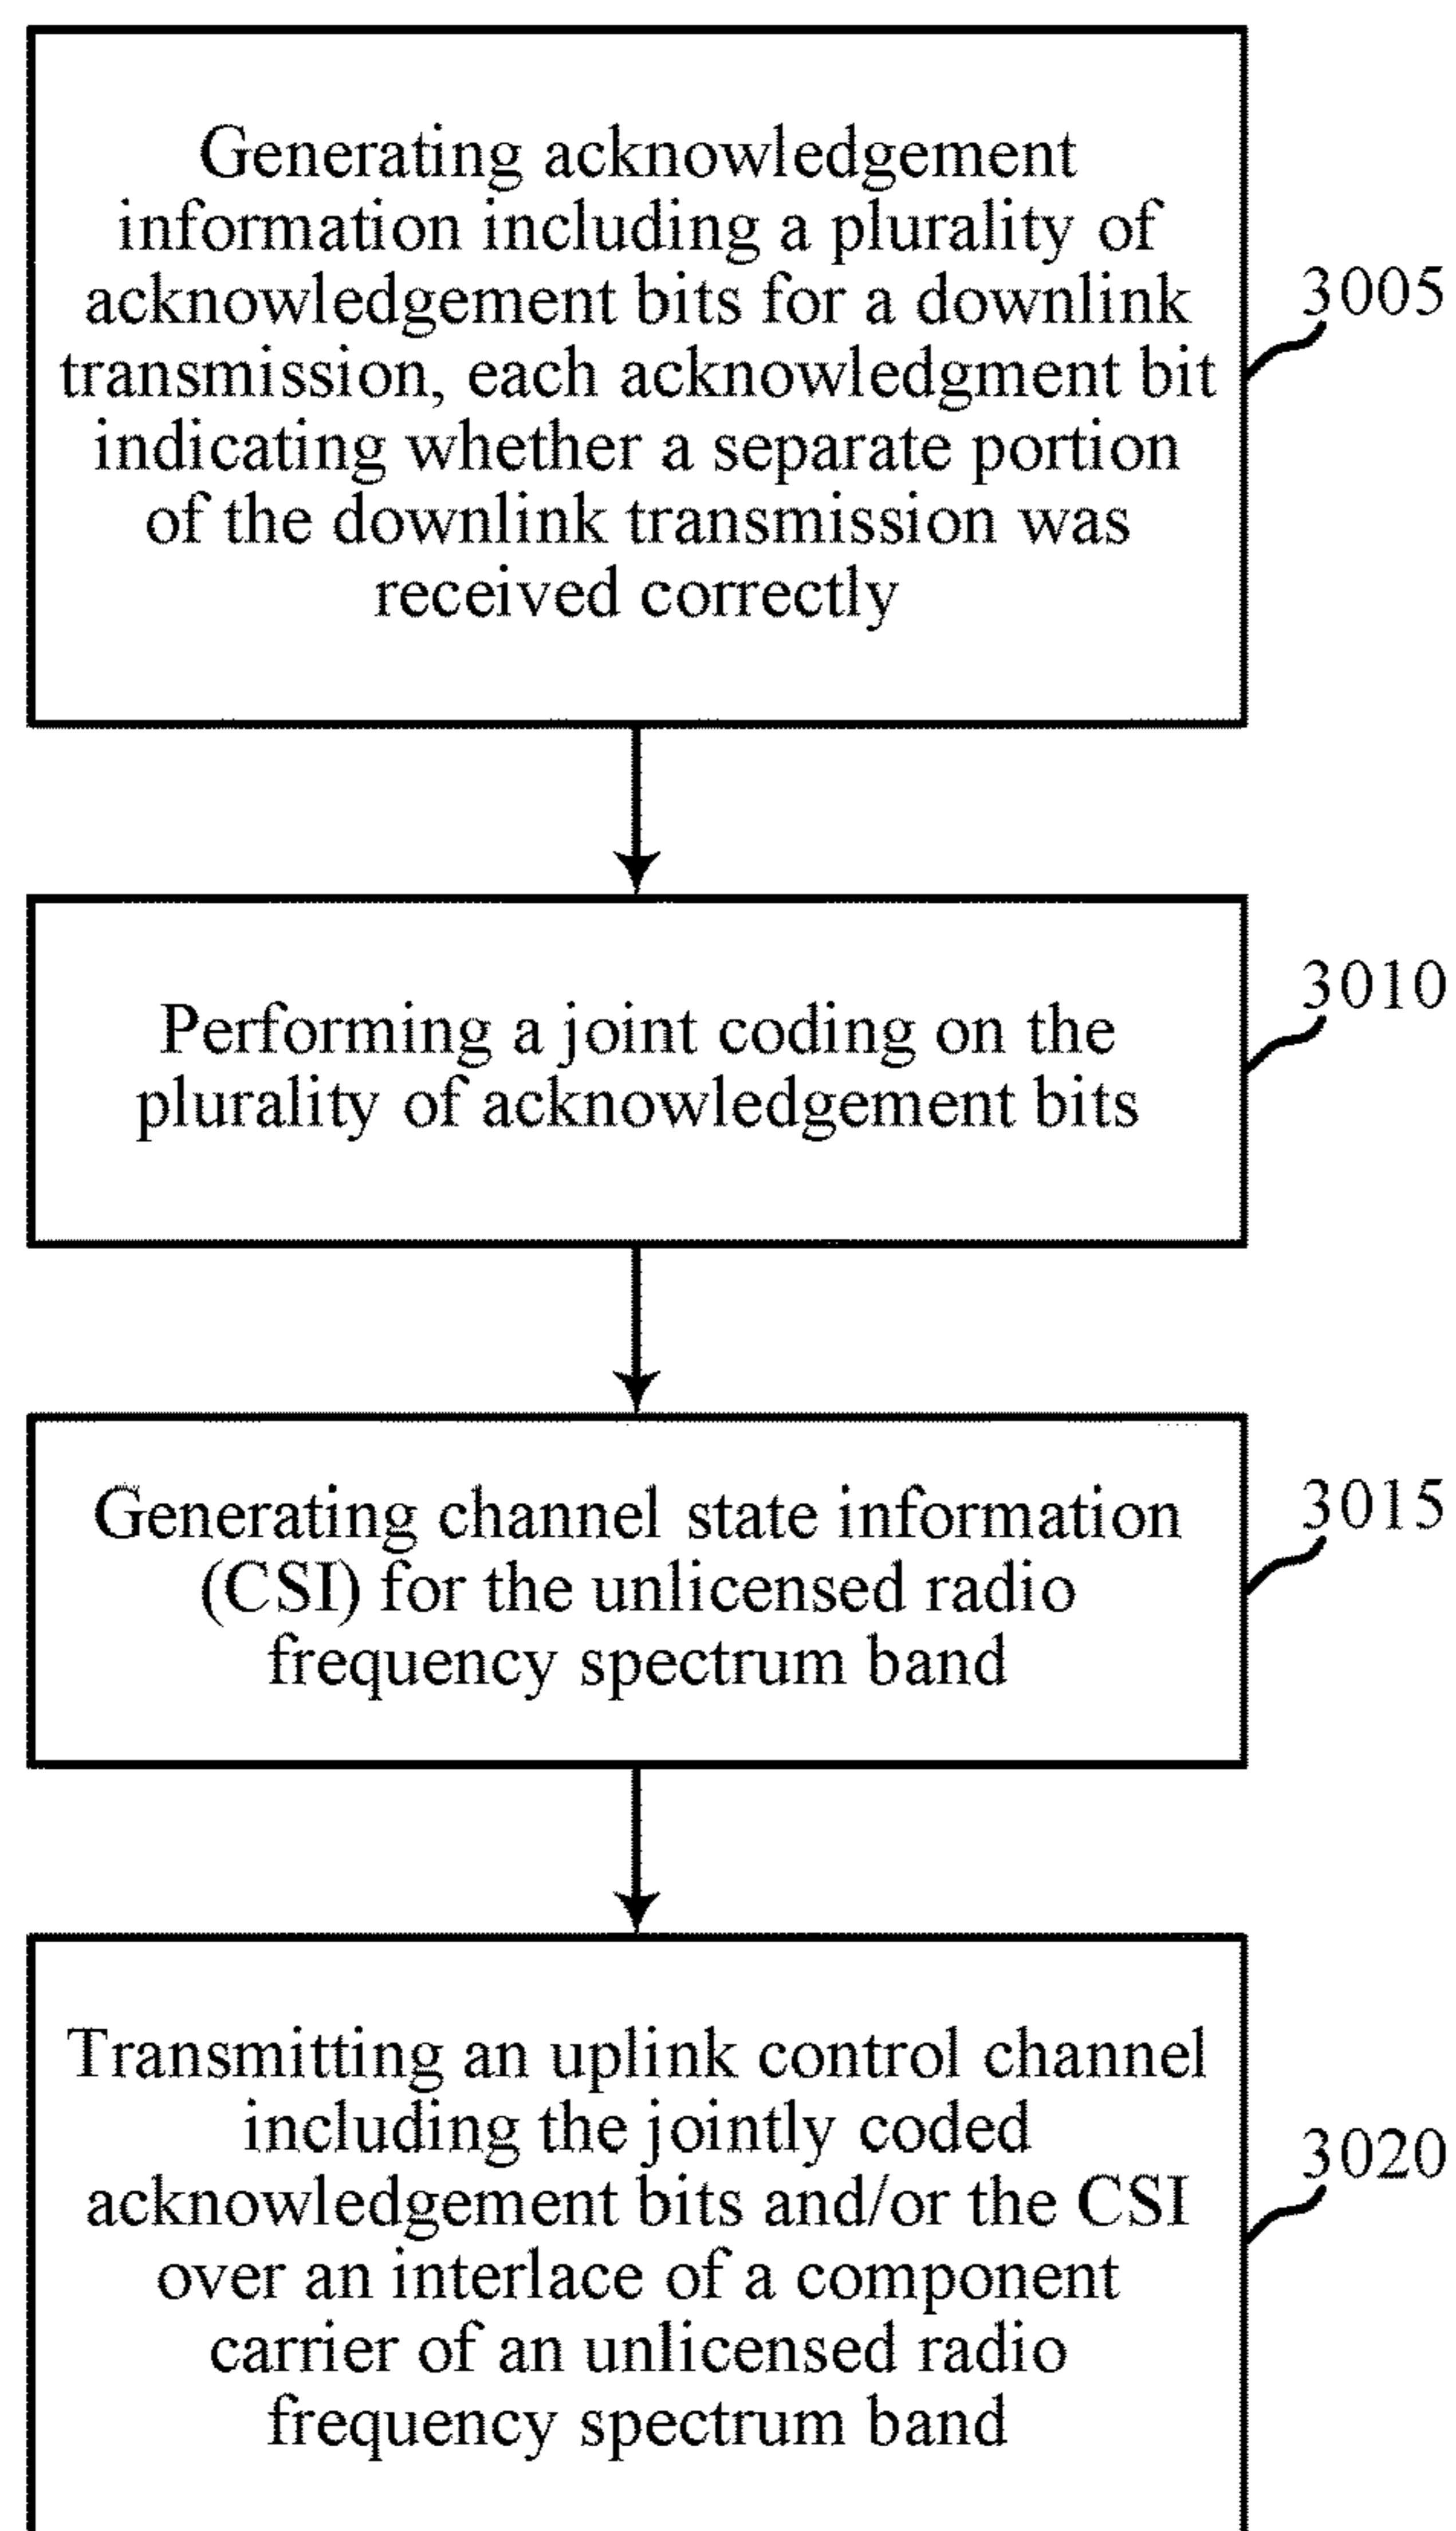 Generating acknowledgement
information including a plurality of
acknowledgement bits for a downlink
transmission, each acknowledgment bit
indicating whether a separate portion
of the downlink transmission was
received correctly
3005
Performing a joint coding on the
plurality of acknowledgement bits
3010
Generating channel state information
(CSI) for the unlicensed radio
frequency spectrum band
3015
Transmitting an uplink control channel
including the jointly coded
acknowledgement bits and/or the CSI
over an interlace of a component
carrier of an unlicensed radio
frequency spectrum band
3020